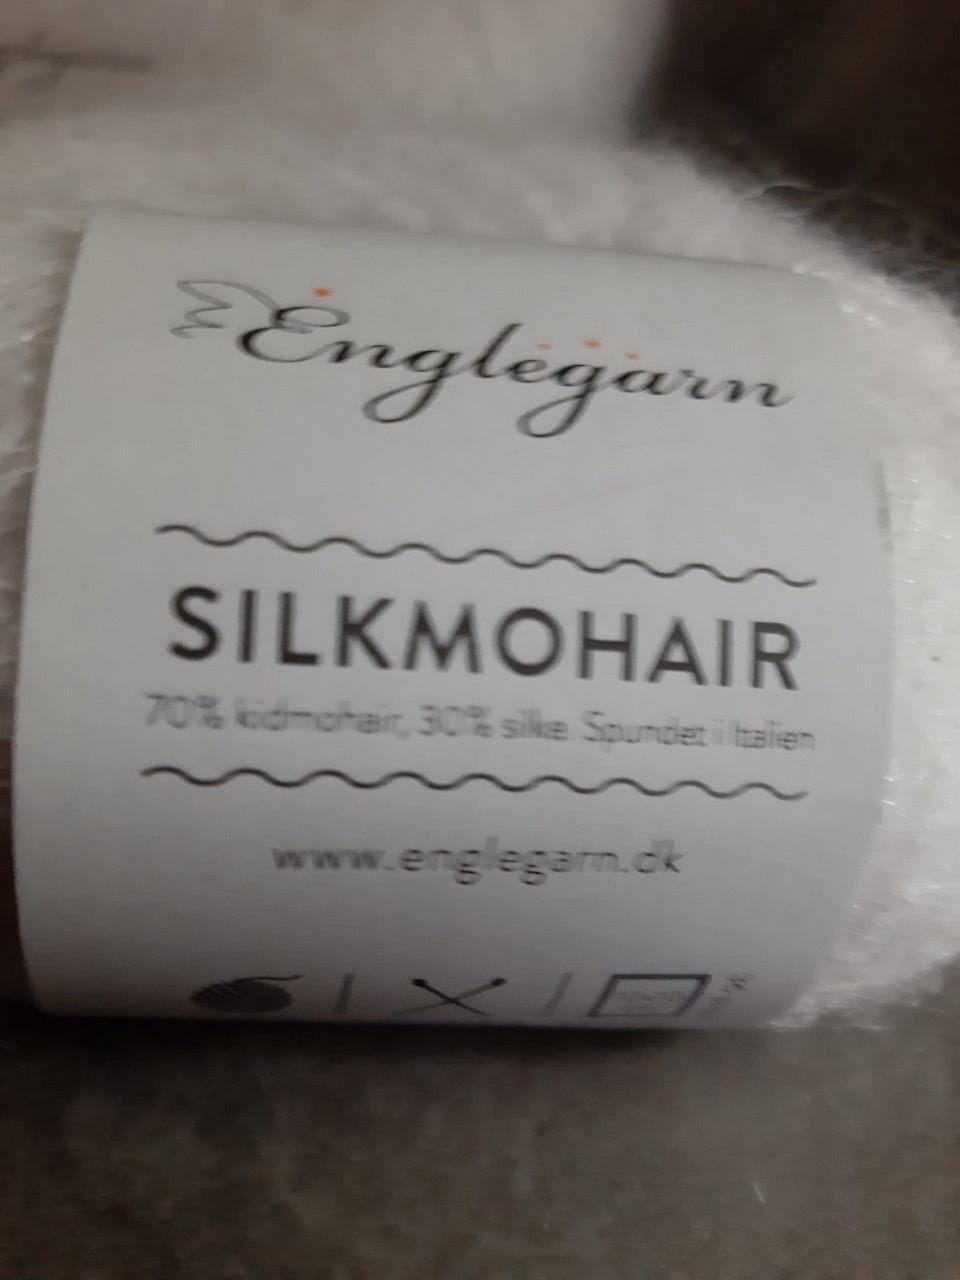 Englegarn
SILKMOHAIR
70% kidmohair, 30% silke. Spundet i Italien
www.englegarn.dk